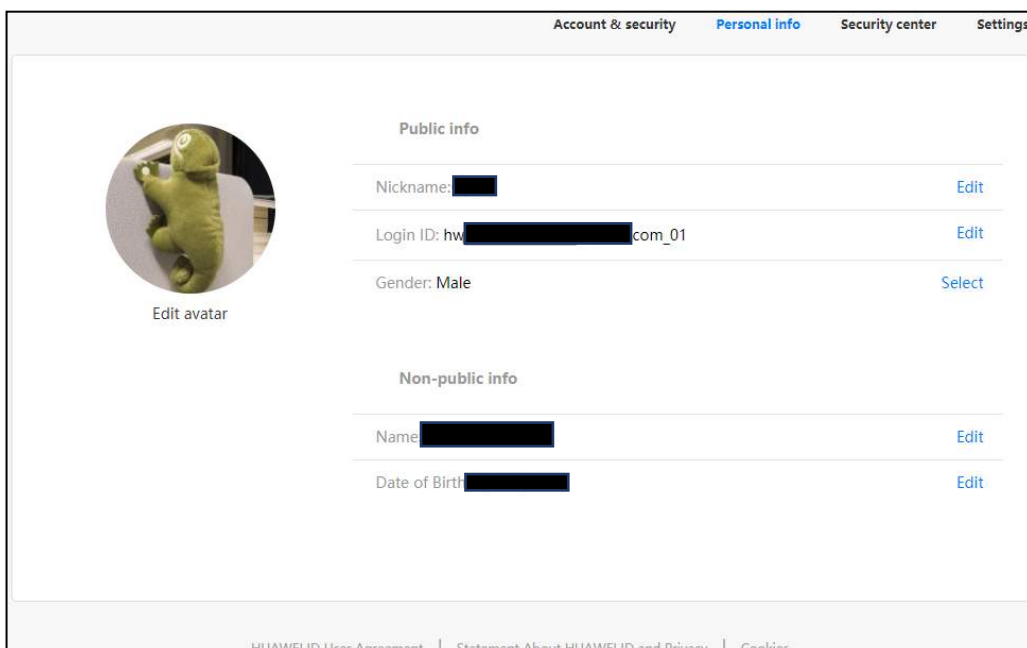 Account & security Personal info Security center Settings
Public info
Nickname: Edit
Login ID: hw com_01 Edit
Gender: Male Select
Edit avatar
Non-public info
Name Edit
Date of Birth Edit
HUAWEI ID User Agreement | Statement About HUAWEI ID and Privacy | Cookies